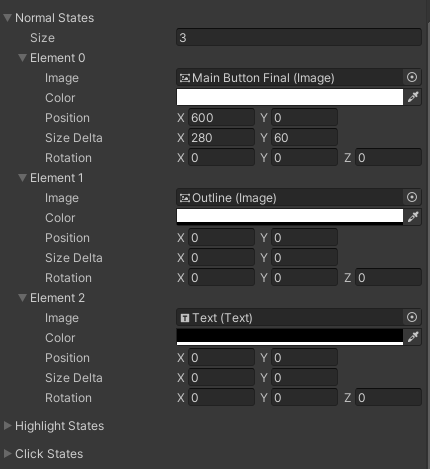 Normal States
Size 3
Element 0
Image Main Button Final (Image)
Color
Position X 600 Y 0
Size Delta X 280 Y 60
Rotation X 0 Y 0 Z 0
Element 1
Image Outline (Image)
Color
Position X 0 Y 0
Size Delta X 0 Y 0
Rotation X 0 Y 0 Z 0
Element 2
Image T Text (Text)
Color
Position X 0 Y 0
Size Delta X 0 Y 0
Rotation X 0 Y 0 Z 0
Highlight States
Click States